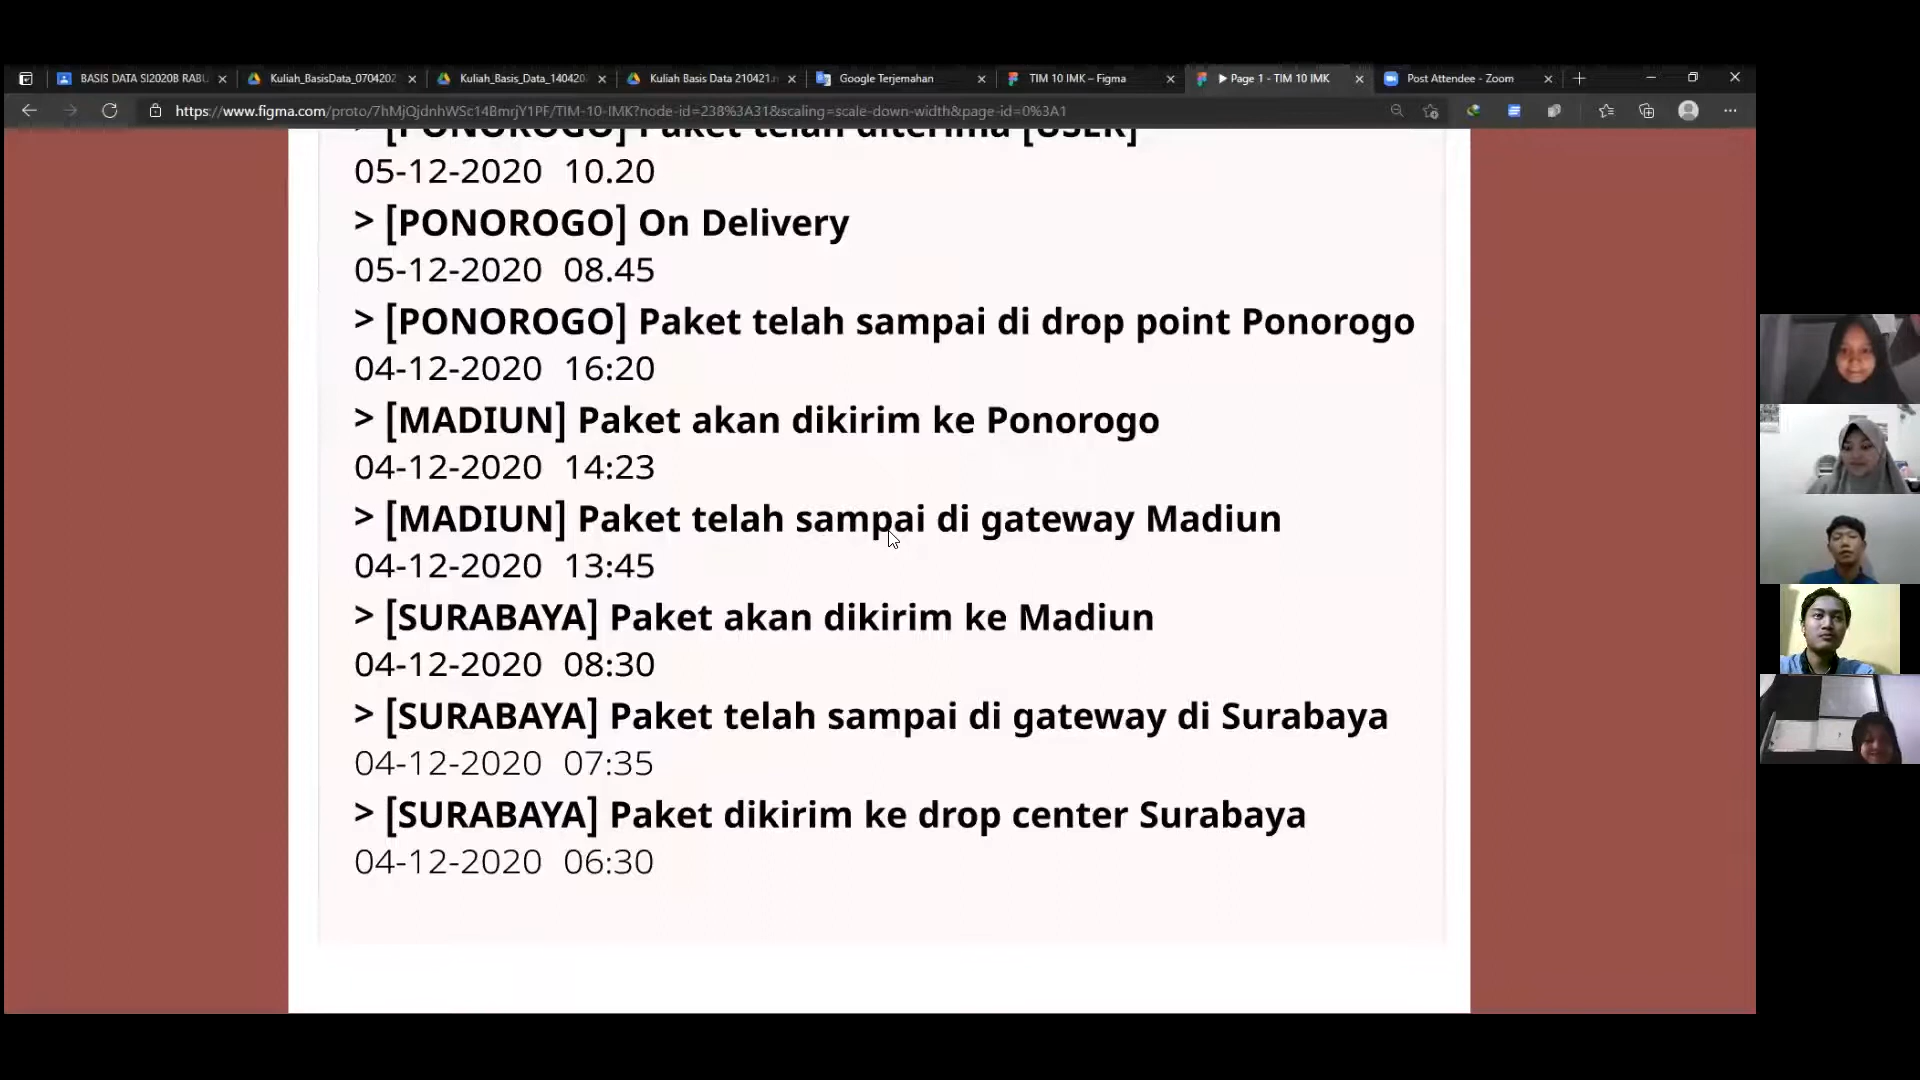 BASIS DATA SI2020B RABU
Kuliah_BasisData_0704202
Kuliah_Basis_Data_140420
Kuliah Basis Data 210421.m
Google Terjemahan
TIM 10 IMK – Figma
Page 1 - TIM 10 IMK
Post Attendee - Zoom
https://www.figma.com/proto/7hMjQjdnhWSc14BmrjY1PF/TIM-10-IMK?node-id=238%3A31&scaling=scale-down-width&page-id=0%3A1
> [PONOROGO] Paket telah diterima [USER]
05-12-2020 10.20
> [PONOROGO] On Delivery
05-12-2020 08.45
> [PONOROGO] Paket telah sampai di drop point Ponorogo
04-12-2020 16:20
> [MADIUN] Paket akan dikirim ke Ponorogo
04-12-2020 14:23
> [MADIUN] Paket telah sampai di gateway Madiun
04-12-2020 13:45
> [SURABAYA] Paket akan dikirim ke Madiun
04-12-2020 08:30
> [SURABAYA] Paket telah sampai di gateway di Surabaya
04-12-2020 07:35
> [SURABAYA] Paket dikirim ke drop center Surabaya
04-12-2020 06:30